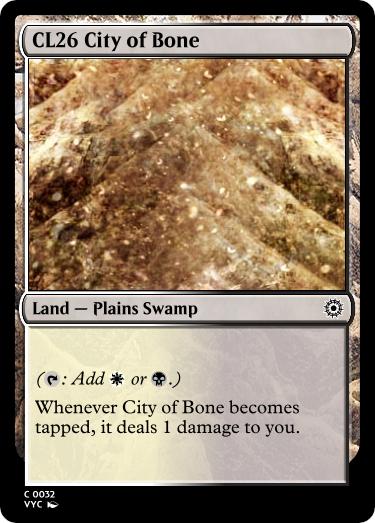 CL26 City of Bone
Land — Plains Swamp
(: Add or .)
Whenever City of Bone becomes
tapped, it deals 1 damage to you.
C 0032
VYC